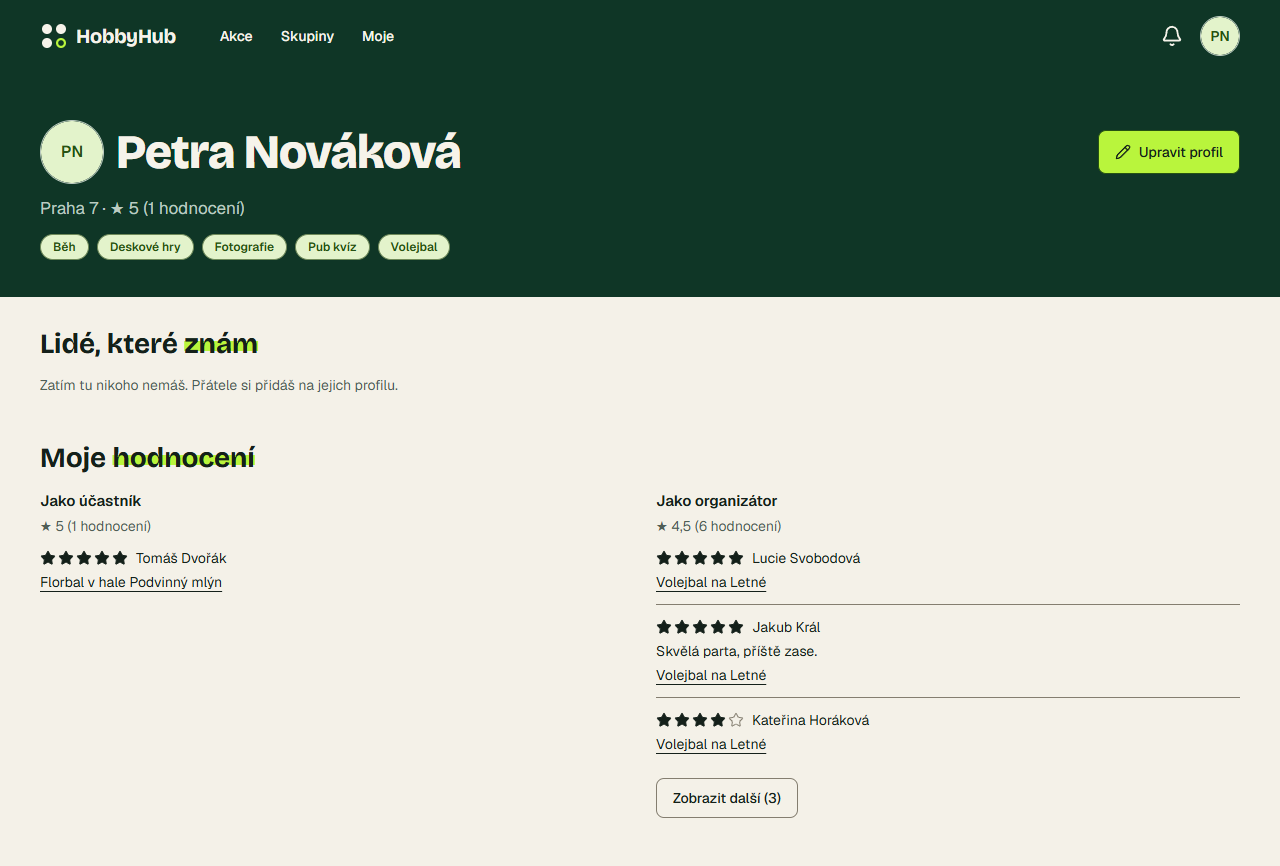 HobbyHub Akce Skupiny Moje PN
PN Petra Nováková Upravit profil
Praha 7 · ★ 5 (1 hodnocení)
Běh Deskové hry Fotografie Pub kvíz Volejbal
Lidé, které znám
Zatím tu nikoho nemáš. Přátele si přidáš na jejich profilu.
Moje hodnocení
Jako účastník
★ 5 (1 hodnocení)
Tomáš Dvořák
Florbal v hale Podvinný mlýn
Jako organizátor
★ 4,5 (6 hodnocení)
Lucie Svobodová
Volejbal na Letné
Jakub Král
Skvělá parta, příště zase.
Volejbal na Letné
Kateřina Horáková
Volejbal na Letné
Zobrazit další (3)